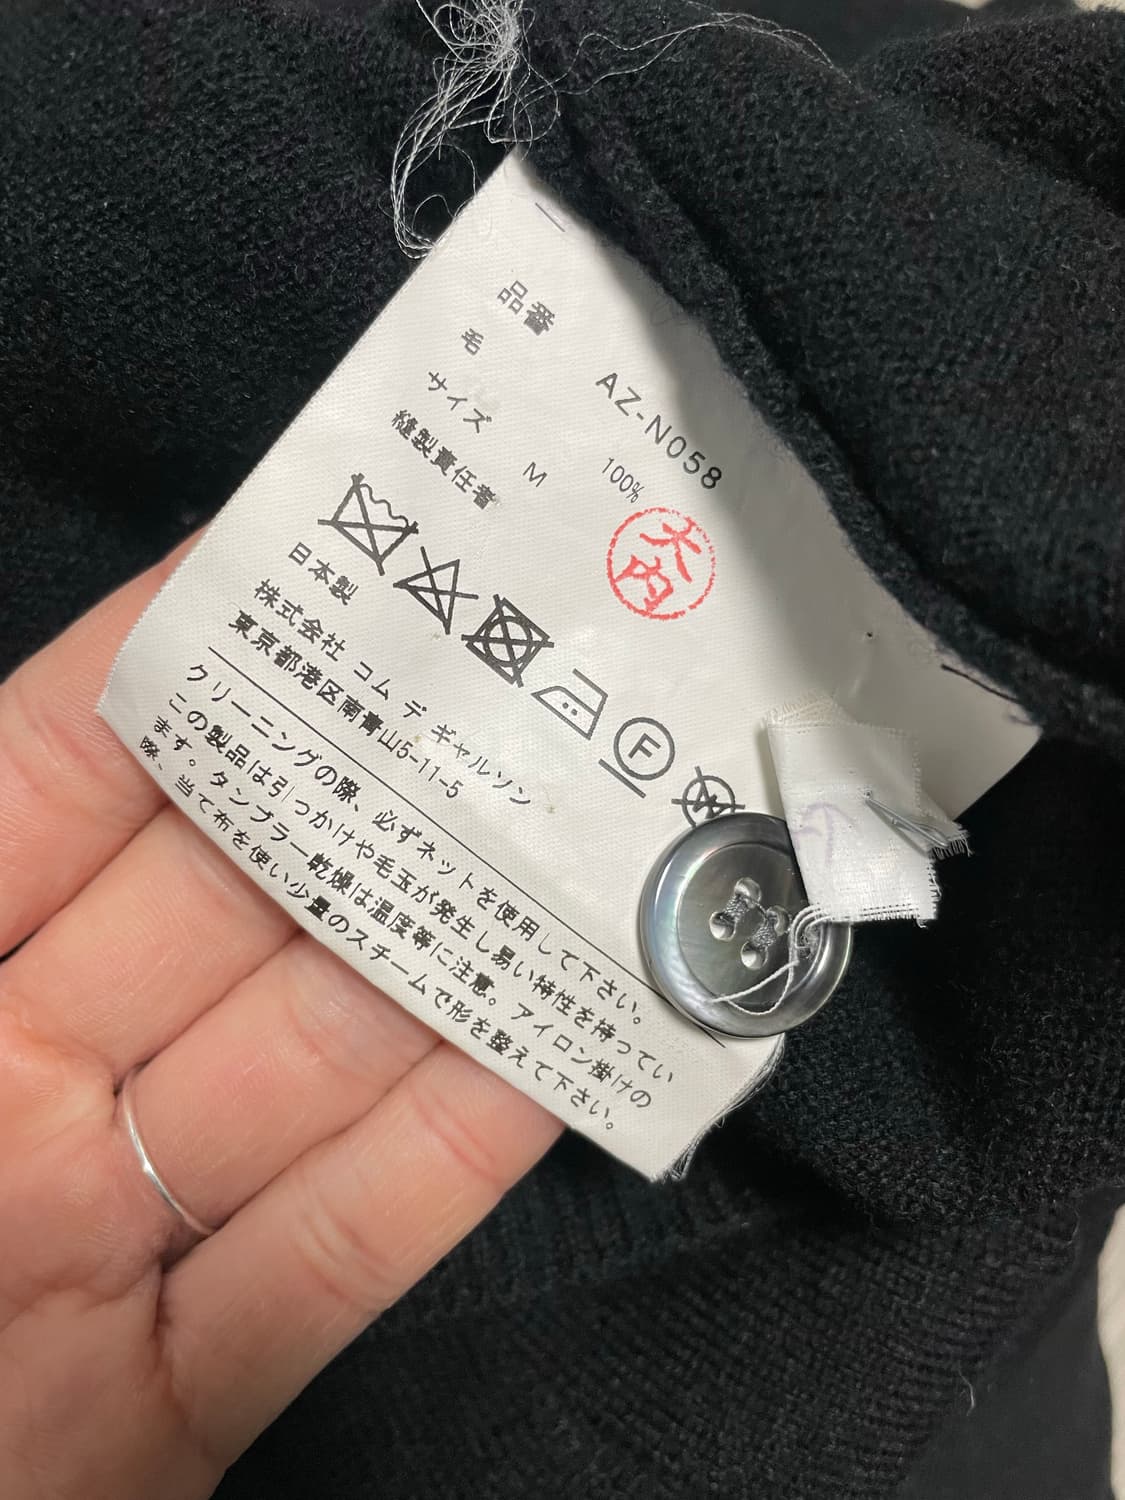 品番 AZ-N058
毛 100%
サイズ M
縫製責任者 大内
日本製
株式会社 コム デ ギャルソン
東京都港区南青山5-11-5
クリーニングの際、必ずネットを使用して下さい。
この製品は引っかけや毛玉が発生し易い特性を持ってい
ます。タンブラー乾燥は温度等に注意。アイロン掛けの
際、当て布を使い少量のスチームで形を整えて下さい。
F
W